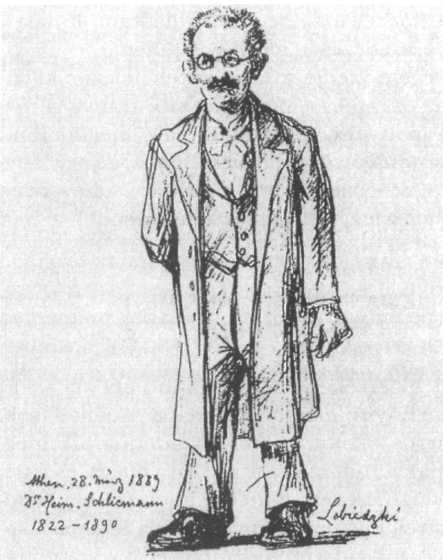 Athen. 28. März 1889
Dr Heinr. Schliemann
1822 – 1890
Lobiedzki